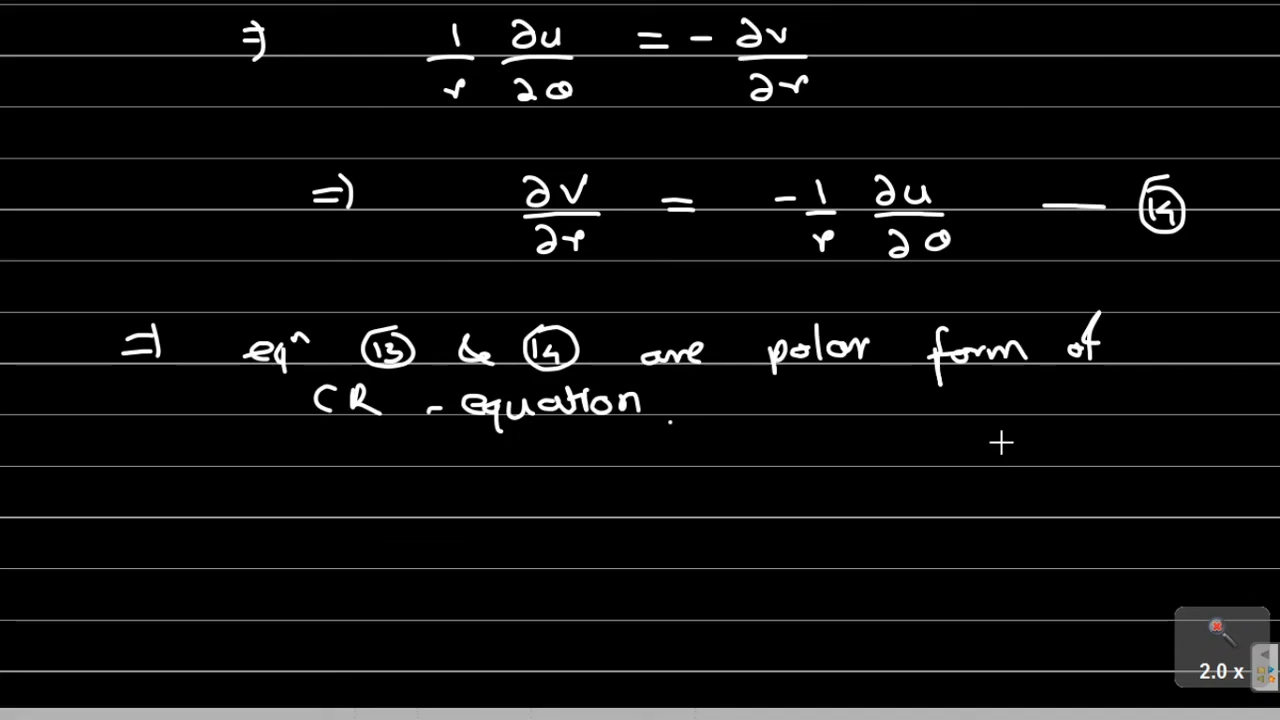 ⇒ 1/r ∂u/∂θ = - ∂v/∂r
⇒ ∂v/∂r = -1/r ∂u/∂θ — 14
⇒ eqⁿ 13 & 14 are polar form of
CR - equation.
2.0 x